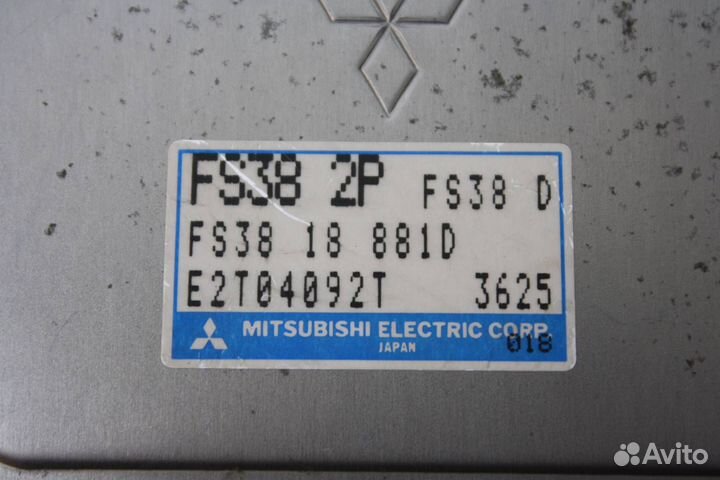 FS38 2P FS38 D
FS38 18 881D
E2T04092T 3625
MITSUBISHI ELECTRIC CORP.
JAPAN 018
Avito